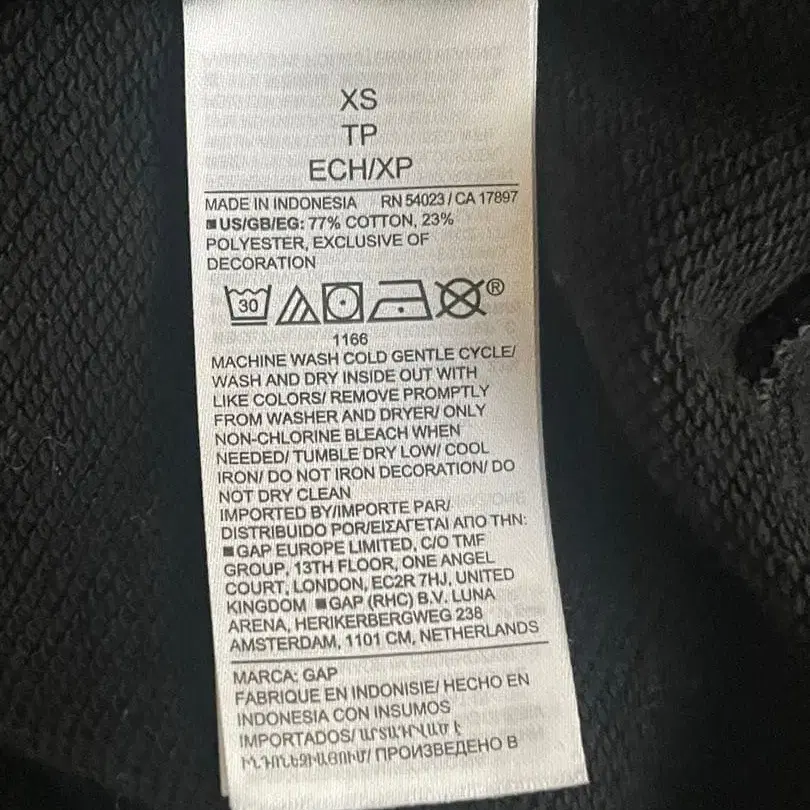 XS
TP
ECH/XP
MADE IN INDONESIA RN 54023 / CA 17897
■ US/GB/EG: 77% COTTON, 23%
POLYESTER, EXCLUSIVE OF
DECORATION
30 ®
1166
MACHINE WASH COLD GENTLE CYCLE/
WASH AND DRY INSIDE OUT WITH
LIKE COLORS/ REMOVE PROMPTLY
FROM WASHER AND DRYER/ ONLY
NON-CHLORINE BLEACH WHEN
NEEDED/ TUMBLE DRY LOW/ COOL
IRON/ DO NOT IRON DECORATION/ DO
NOT DRY CLEAN
IMPORTED BY/IMPORTE PAR/
DISTRIBUIDO POR/ΕΙΣΑΓΕΤΑΙ ΑΠΟ ΤΗΝ:
■ GAP EUROPE LIMITED, C/O TMF
GROUP, 13TH FLOOR, ONE ANGEL
COURT, LONDON, EC2R 7HJ, UNITED
KINGDOM ■ GAP (RHC) B.V. LUNA
ARENA, HERIKERBERGWEG 238
AMSTERDAM, 1101 CM, NETHERLANDS
MARCA: GAP
FABRIQUE EN INDONISIE/ HECHO EN
INDONESIA CON INSUMOS
IMPORTADOS/ ԱՐՏԱԴՐՎԱԾ Է
ԻՆԴՈՆԵԶԻԱՅՈՒՄ/ ПРОИЗВЕДЕНО В